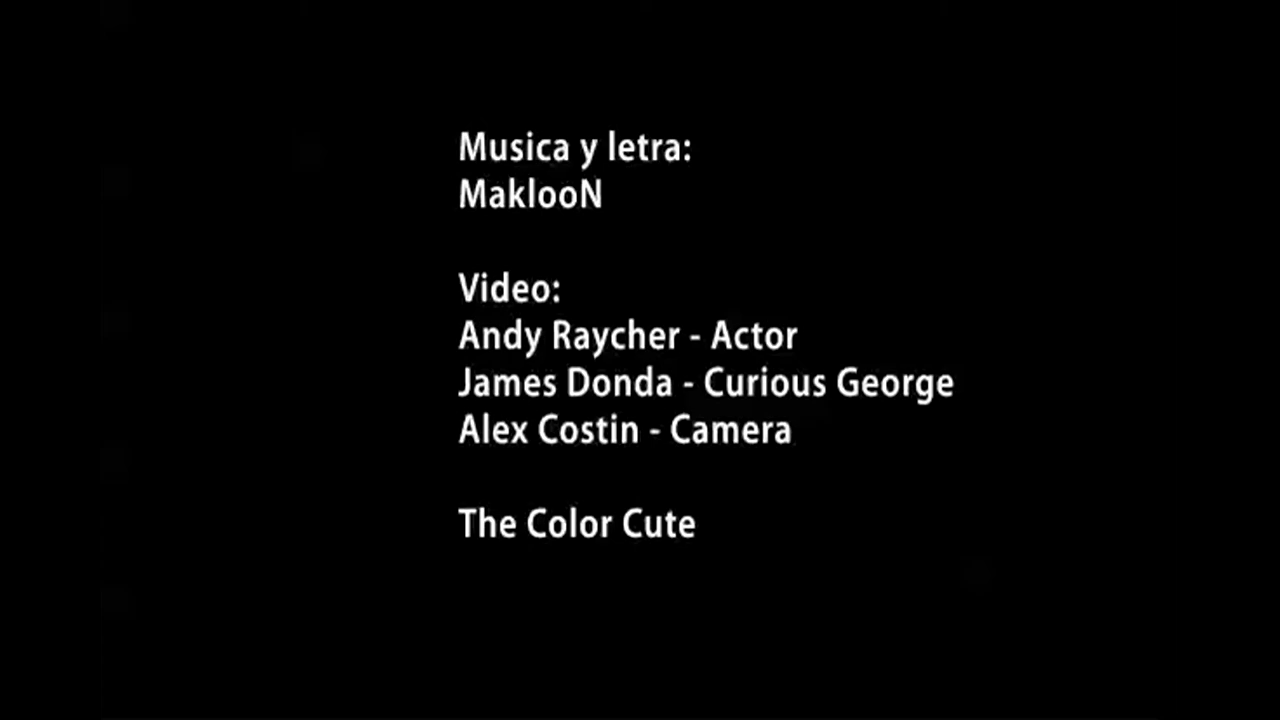 Musica y letra:
MaklooN
Video:
Andy Raycher - Actor
James Donda - Curious George
Alex Costin - Camera
The Color Cute